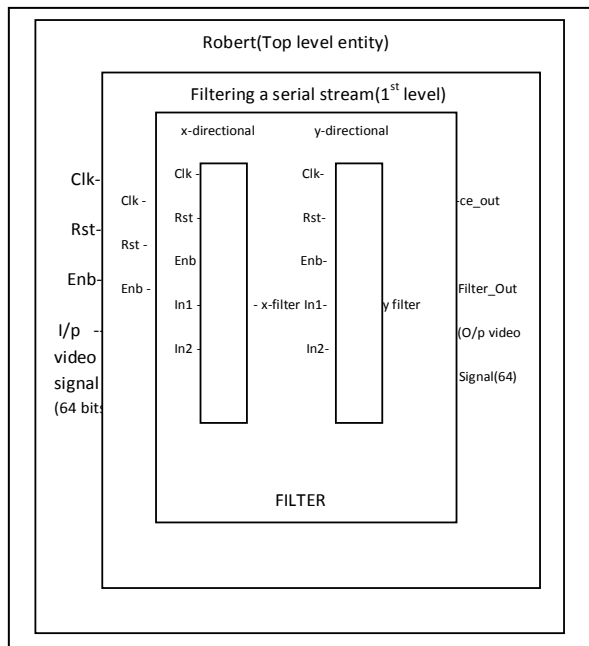 Robert(Top level entity)
Filtering a serial stream(1st level)
x-directional
y-directional
Clk-
Rst-
Enb-
I/p --
video
signal
(64 bits
Clk -
Rst -
Enb -
Clk -
Rst -
Enb
In1
In2 -
- x-filter
Clk-
Rst-
Enb-
In1-
In2-
y filter
-ce_out
Filter_Out
(O/p video
Signal(64)
FILTER